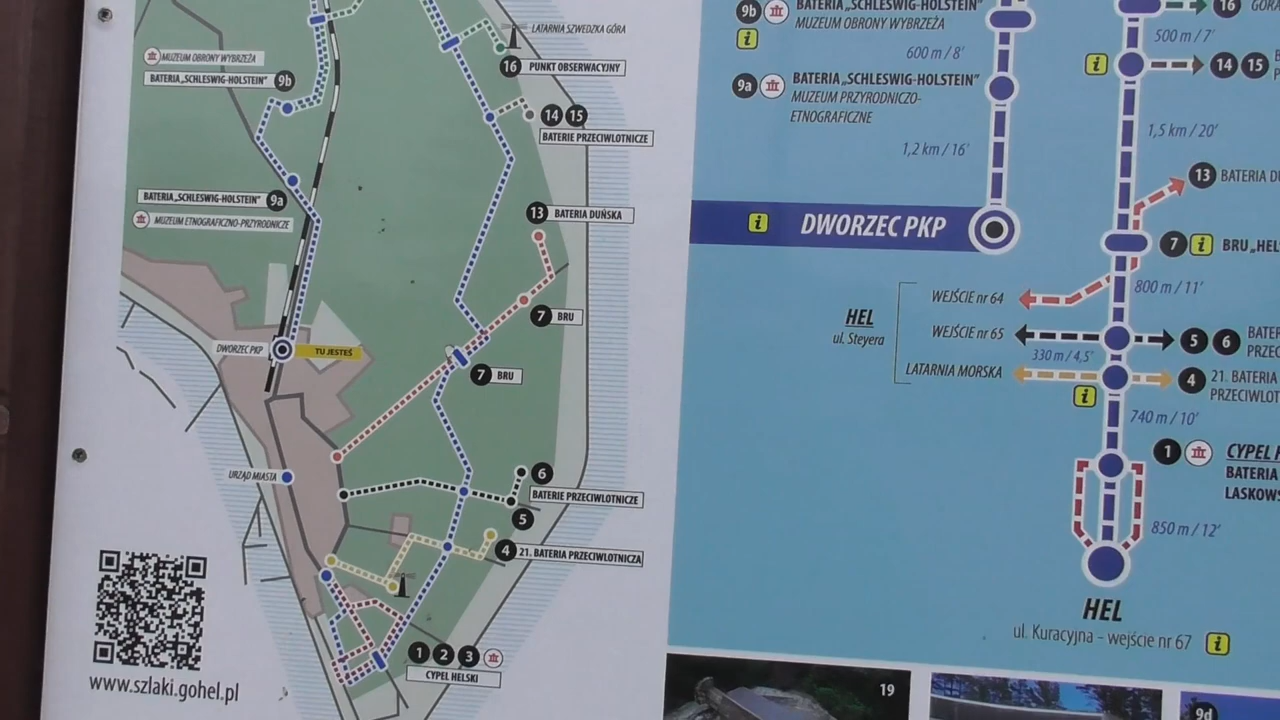 LATARNIA SZWEDZKA GÓRA
MUZEUM OBRONY WYBRZEŻA
BATERIA „SCHLESWIG-HOLSTEIN”
9b
16
PUNKT OBSERWACYJNY
14 15
BATERIE PRZECIWLOTNICZE
BATERIA „SCHLESWIG-HOLSTEIN”
9a
MUZEUM ETNOGRAFICZNO-PRZYRODNICZE
13
BATERIA DUŃSKA
7
BRU
DWORZEC PKP
TU JESTEŚ
7
BRU
URZĄD MIASTA
6
BATERIE PRZECIWLOTNICZE
5
4
21. BATERIA PRZECIWLOTNICZA
1 2 3
CYPEL HELSKI
www.szlaki.gohel.pl
9b
BATERIA „SCHLESWIG-HOLSTEIN”
MUZEUM OBRONY WYBRZEŻA
i
600 m / 8'
9a
BATERIA „SCHLESWIG-HOLSTEIN”
MUZEUM PRZYRODNICZO-
ETNOGRAFICZNE
1,2 km / 16'
i
DWORZEC PKP
16
500 m / 7'
i
14 15
1,5 km / 20'
13
BATERIA
7
i
BRU
800 m / 11'
HEL
ul. Steyera
WEJŚCIE nr 64
WEJŚCIE nr 65
5 6
330 m / 4,5'
LATARNIA MORSKA
4
21. BATERIA
i
740 m / 10'
1
CYPEL
BATERIA
850 m / 12'
HEL
ul. Kuracyjna - wejście nr 67
i
19
9d